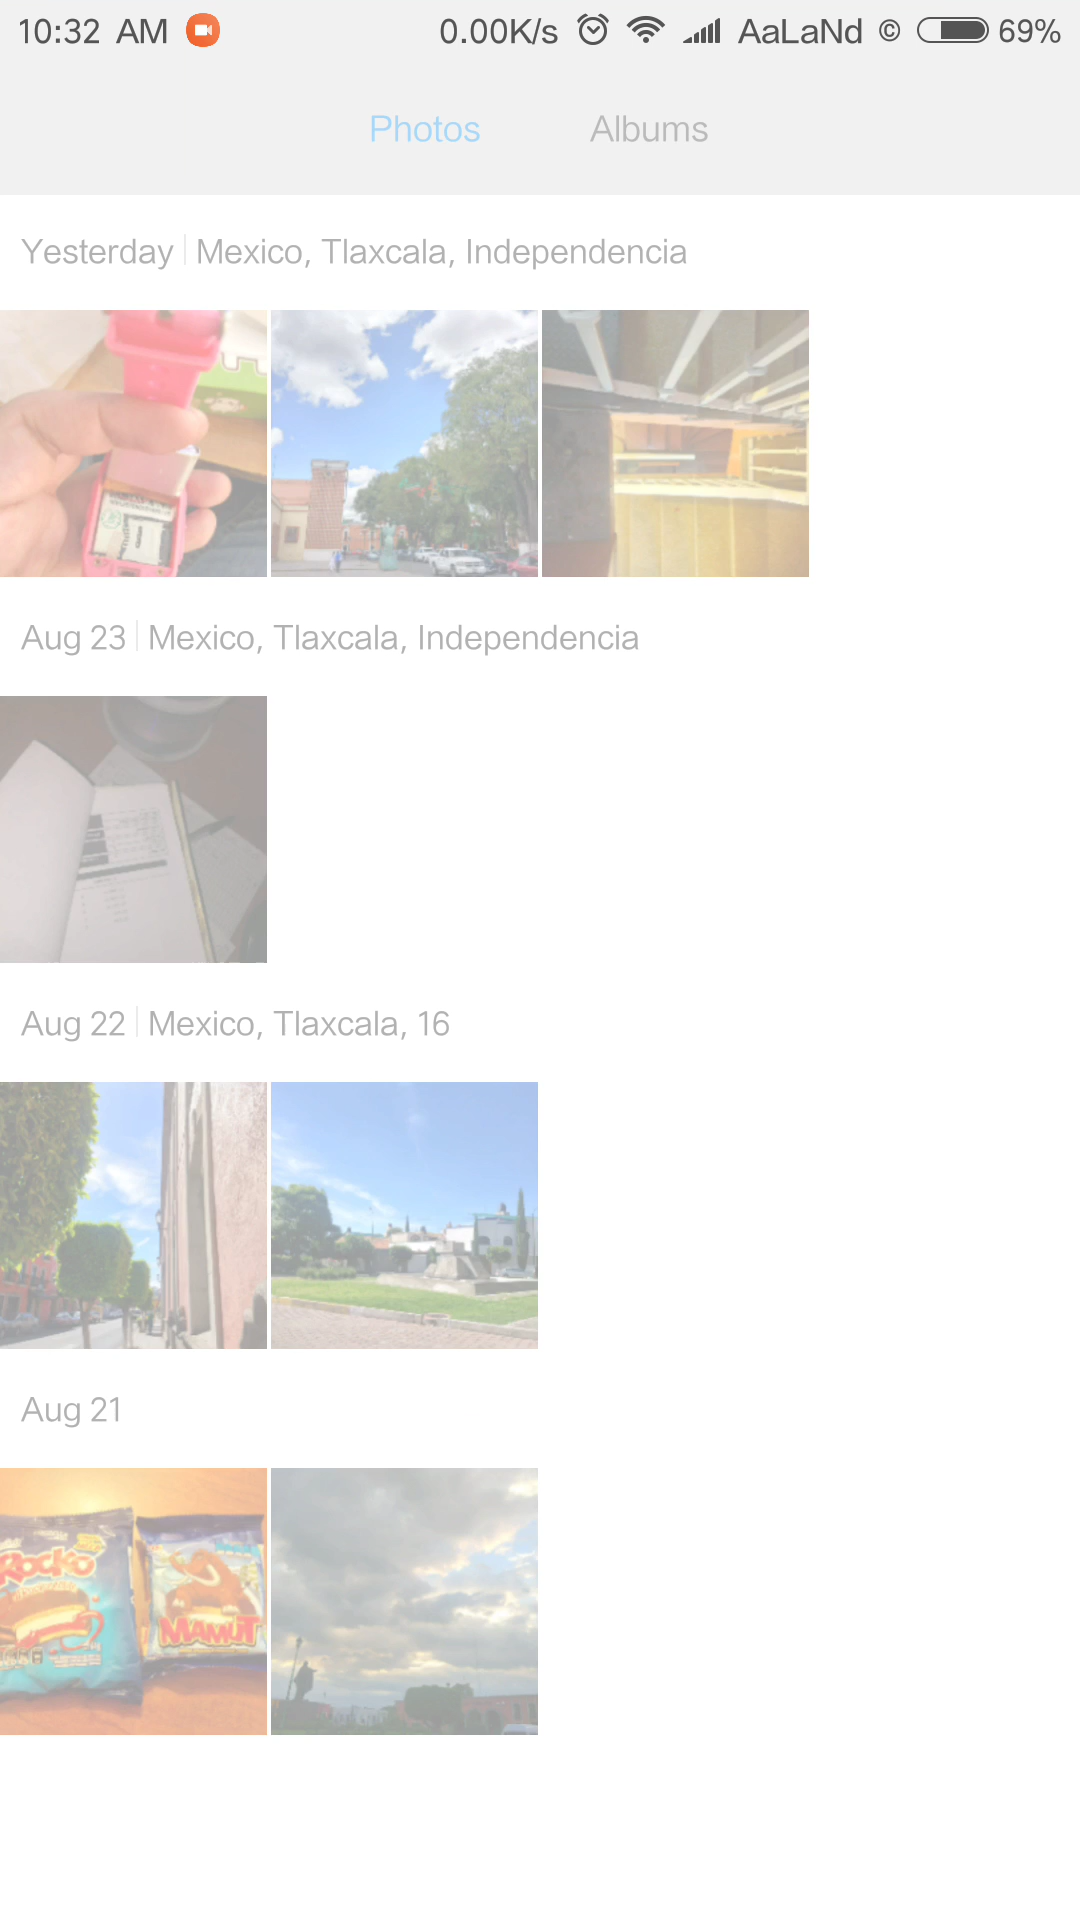 10:32 AM 0.00K/s AaLaNd © 69%
Photos Albums
Yesterday Mexico, Tlaxcala, Independencia
Aug 23 Mexico, Tlaxcala, Independencia
Aug 22 Mexico, Tlaxcala, 16
Aug 21
ROCKO
MAMUT